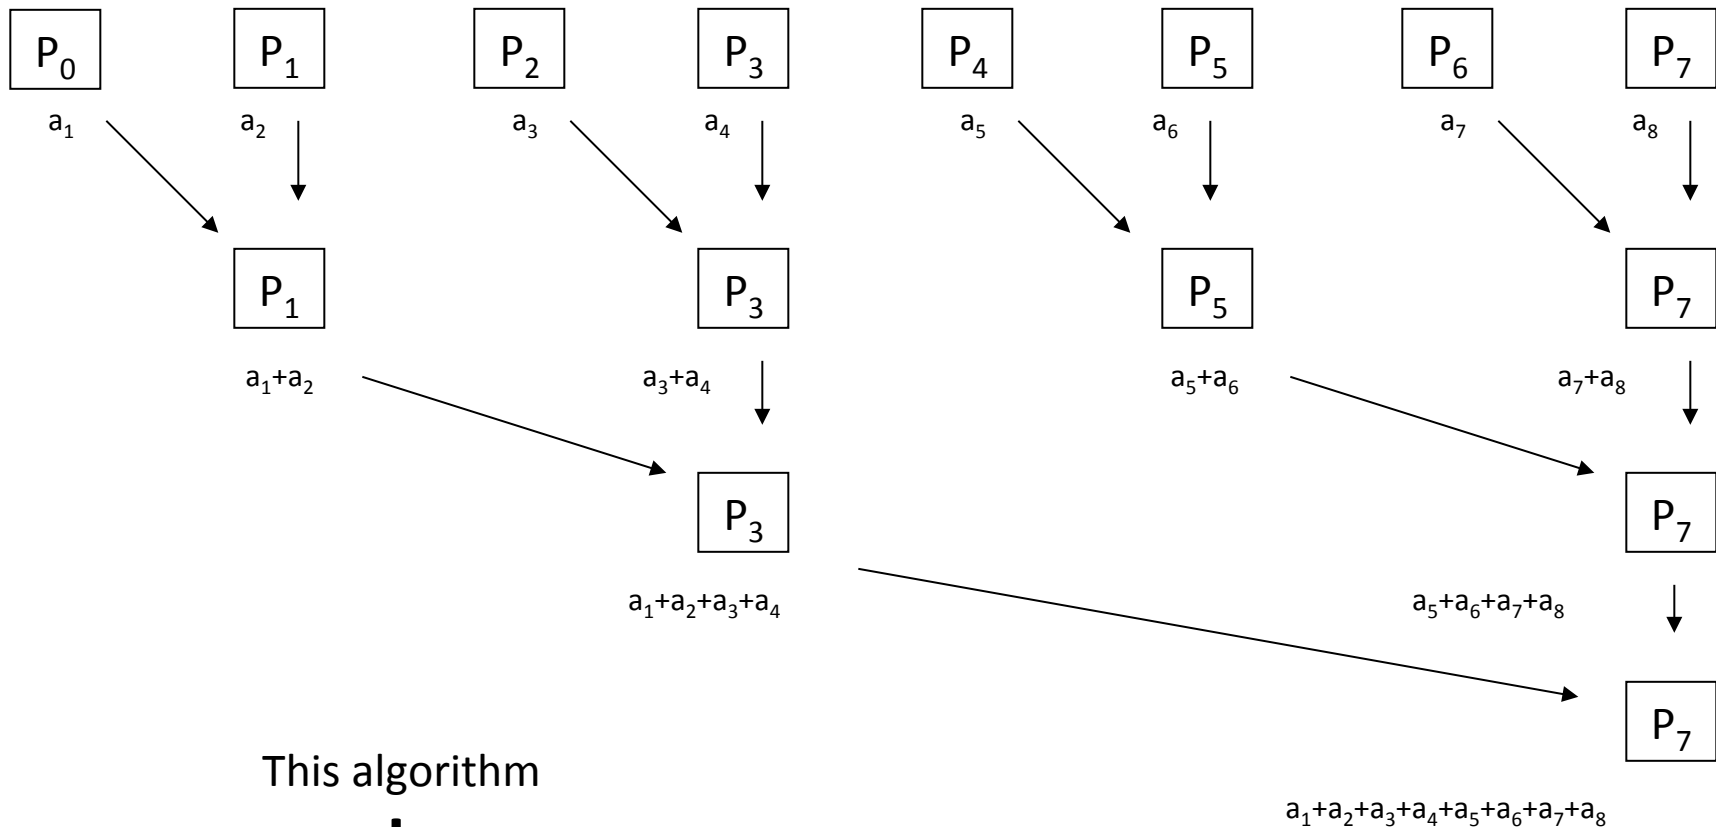 P₀ P₁ P₂ P₃ P₄ P₅ P₆ P₇
a₁ a₂ a₃ a₄ a₅ a₆ a₇ a₈
P₁ P₃ P₅ P₇
a₁+a₂ a₃+a₄ a₅+a₆ a₇+a₈
P₃ P₇
a₁+a₂+a₃+a₄ a₅+a₆+a₇+a₈
P₇
This algorithm
a₁+a₂+a₃+a₄+a₅+a₆+a₇+a₈